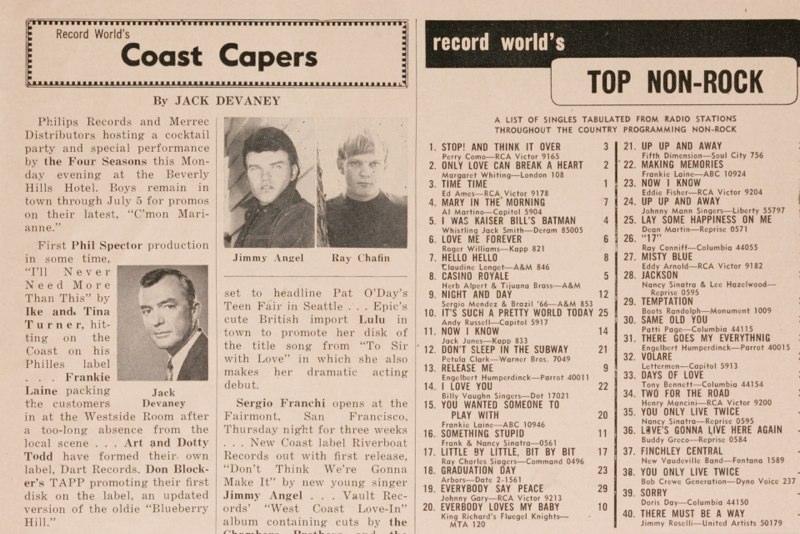 Record World's
Coast Capers
By JACK DEVANEY
Philips Records and Merrec
Distributors hosting a cocktail
party and special performance
by the Four Seasons this Mon-
day evening at the Beverly
Hills Hotel. Boys remain in
town through July 5 for promos
on their latest, "C'mon Mari-
anne."
First Phil Spector production
in some time,
"I'll Never
Need More
Than This" by
Ike and Tina
Turner, hit-
ting on the
Coast on his
Philles label
. . . Frankie
Laine packing
the customers
in at the Westside Room after
a too-long absence from the
local scene . . . Art and Dotty
Todd have formed their own
label, Dart Records. Don Block-
er's TAPP promoting their first
disk on the label, an updated
version of the oldie "Blueberry
Hill."
Jack
Devaney
Jimmy Angel Ray Chafin
set to headline Pat O'Day's
Teen Fair in Seattle . . . Epic's
cute British import Lulu in
town to promote her disk of
the title song from "To Sir
with Love" in which she also
makes her dramatic acting
debut.
Sergio Franchi opens at the
Fairmont, San Francisco,
Thursday night for three weeks
. . . New Coast label Riverboat
Records out with first release,
"Don't Think We're Gonna
Make It" by new young singer
Jimmy Angel . . . Vault Rec-
ords' "West Coast Love-In"
album containing cuts by the
Chambers Brothers and the
record world's
TOP NON-ROCK
A LIST OF SINGLES TABULATED FROM RADIO STATIONS
THROUGHOUT THE COUNTRY PROGRAMMING NON-ROCK
1. STOP! AND THINK IT OVER 3
Perry Como—RCA Victor 9165
2. ONLY LOVE CAN BREAK A HEART 2
Margaret Whiting—London 108
3. TIME TIME 1
Ed Ames—RCA Victor 9178
4. MARY IN THE MORNING 7
Al Martino—Capitol 5904
5. I WAS KAISER BILL'S BATMAN 4
Whistling Jack Smith—Deram 85005
6. LOVE ME FOREVER 6
Roger Williams—Kapp 821
7. HELLO HELLO 8
Claudine Longet—A&M 846
8. CASINO ROYALE 5
Herb Alpert & Tijuana Brass—A&M
9. NIGHT AND DAY 12
Sergio Mendez & Brazil '66—A&M 853
10. IT'S SUCH A PRETTY WORLD TODAY 25
Andy Russell—Capitol 5917
11. NOW I KNOW 14
Jack Jones—Kapp 833
12. DON'T SLEEP IN THE SUBWAY 21
Petula Clark—Warner Bros. 7049
13. RELEASE ME 9
Engelbert Humperdinck—Parrot 40011
14. I LOVE YOU 22
Billy Vaughn Singers—Dot 17021
15. YOU WANTED SOMEONE TO
PLAY WITH 20
Frankie Laine—ABC 10946
16. SOMETHING STUPID 11
Frank & Nancy Sinatra—0561
17. LITTLE BY LITTLE, BIT BY BIT 17
Ray Charles Singers—Command 0496
18. GRADUATION DAY 23
Arbors—Date 2-1561
19. EVERYBODY SAY PEACE 29
Johnny Gary—RCA Victor 9213
20. EVERBODY LOVES MY BABY 10
King Richard's Fluegel Knights—
MTA 120
21. UP UP AND AWAY
Fifth Dimension—Soul City 756
22. MAKING MEMORIES
Frankie Laine—ABC 10924
23. NOW I KNOW
Eddie Fisher—RCA Victor 9204
24. UP UP AND AWAY
Johnny Mann Singers—Liberty 55797
25. LAY SOME HAPPINESS ON ME
Dean Martin—Reprise 0571
26. "17"
Ray Conniff—Columbia 44055
27. MISTY BLUE
Eddy Arnold—RCA Victor 9182
28. JACKSON
Nancy Sinatra & Lee Hazelwood—
Reprise 0595
29. TEMPTATION
Boots Randolph—Monument 1009
30. SAME OLD YOU
Patti Page—Columbia 44115
31. THERE GOES MY EVERYTHNIG
Engelbert Humperdinck—Parrot 40015
32. VOLARE
Lettermen—Capitol 5913
33. DAYS OF LOVE
Tony Bennett—Columbia 44154
34. TWO FOR THE ROAD
Henry Mancini—RCA Victor 9200
35. YOU ONLY LIVE TWICE
Nancy Sinatra—Reprise 0595
36. LOVE'S GONNA LIVE HERE AGAIN
Buddy Greco—Reprise 0584
37. FINCHLEY CENTRAL
New Vaudeville Band—Fontana 1589
38. YOU ONLY LIVE TWICE
Bob Crewe Generation—Dyno Voice 237
39. SORRY
Doris Day—Columbia 44150
40. THERE MUST BE A WAY
Jimmy Roselli—United Artists 50179